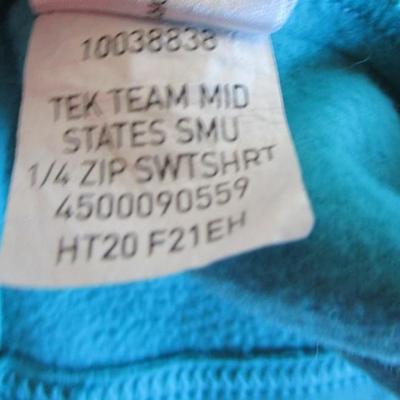 10038838
TEK TEAM MID
STATES SMU
1/4 ZIP SWTSHRT
4500090559
HT20 F21EH